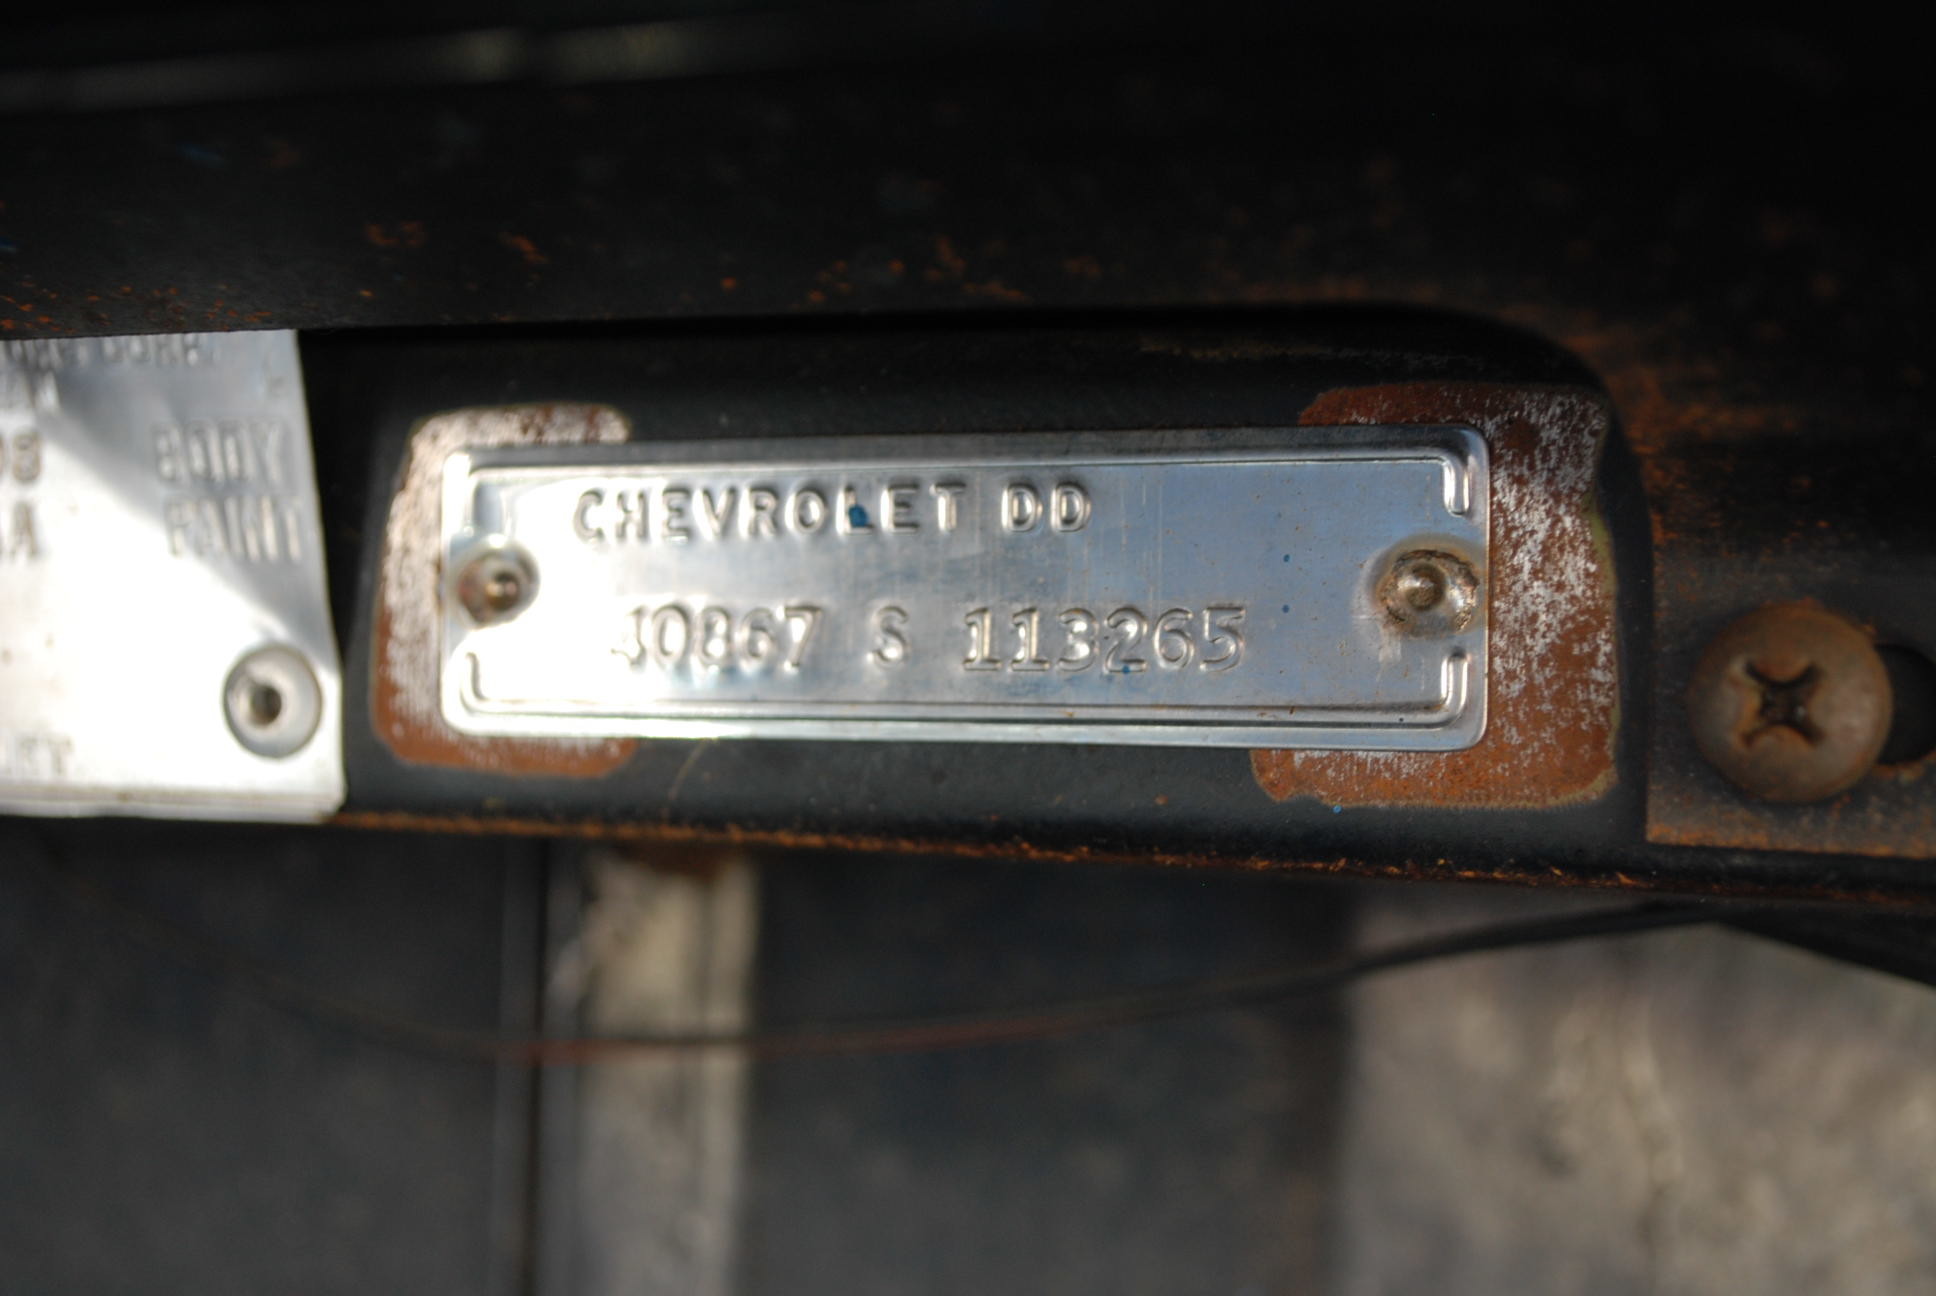 BODY
PAINT
CHEVROLET DD
40867 S 113265